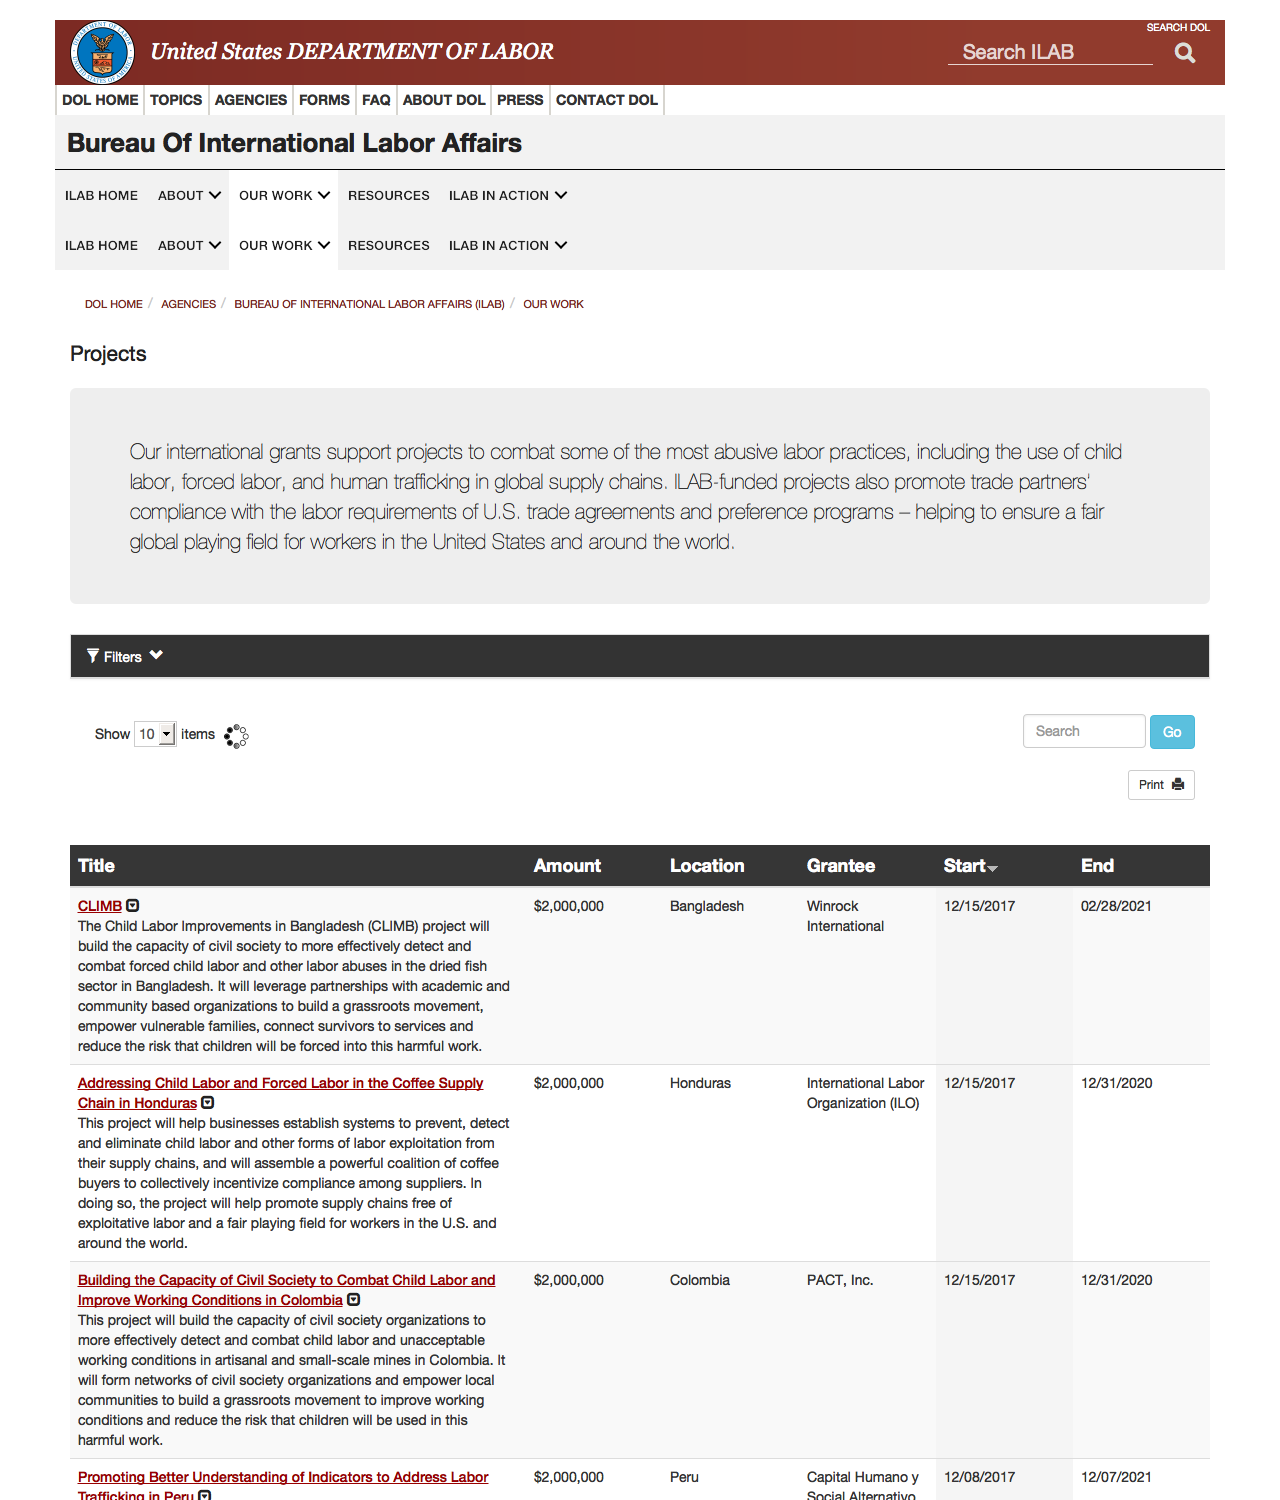 SEARCH DOL
United States DEPARTMENT OF LABOR
Search ILAB
DOL HOME TOPICS AGENCIES FORMS FAQ ABOUT DOL PRESS CONTACT DOL
Bureau Of International Labor Affairs
ILAB HOME ABOUT OUR WORK RESOURCES ILAB IN ACTION
ILAB HOME ABOUT OUR WORK RESOURCES ILAB IN ACTION
DOL HOME / AGENCIES / BUREAU OF INTERNATIONAL LABOR AFFAIRS (ILAB) / OUR WORK
Projects
Our international grants support projects to combat some of the most abusive labor practices, including the use of child
labor, forced labor, and human trafficking in global supply chains. ILAB-funded projects also promote trade partners'
compliance with the labor requirements of U.S. trade agreements and preference programs – helping to ensure a fair
global playing field for workers in the United States and around the world.
Filters
Show 10 items
Search Go
Print
Title Amount Location Grantee Start End
CLIMB $2,000,000 Bangladesh Winrock 12/15/2017 02/28/2021
The Child Labor Improvements in Bangladesh (CLIMB) project will International
build the capacity of civil society to more effectively detect and
combat forced child labor and other labor abuses in the dried fish
sector in Bangladesh. It will leverage partnerships with academic and
community based organizations to build a grassroots movement,
empower vulnerable families, connect survivors to services and
reduce the risk that children will be forced into this harmful work.
Addressing Child Labor and Forced Labor in the Coffee Supply $2,000,000 Honduras International Labor 12/15/2017 12/31/2020
Chain in Honduras Organization (ILO)
This project will help businesses establish systems to prevent, detect
and eliminate child labor and other forms of labor exploitation from
their supply chains, and will assemble a powerful coalition of coffee
buyers to collectively incentivize compliance among suppliers. In
doing so, the project will help promote supply chains free of
exploitative labor and a fair playing field for workers in the U.S. and
around the world.
Building the Capacity of Civil Society to Combat Child Labor and $2,000,000 Colombia PACT, Inc. 12/15/2017 12/31/2020
Improve Working Conditions in Colombia
This project will build the capacity of civil society organizations to
more effectively detect and combat child labor and unacceptable
working conditions in artisanal and small-scale mines in Colombia. It
will form networks of civil society organizations and empower local
communities to build a grassroots movement to improve working
conditions and reduce the risk that children will be used in this
harmful work.
Promoting Better Understanding of Indicators to Address Labor $2,000,000 Peru Capital Humano y 12/08/2017 12/07/2021
Trafficking in Peru Social Alternativo